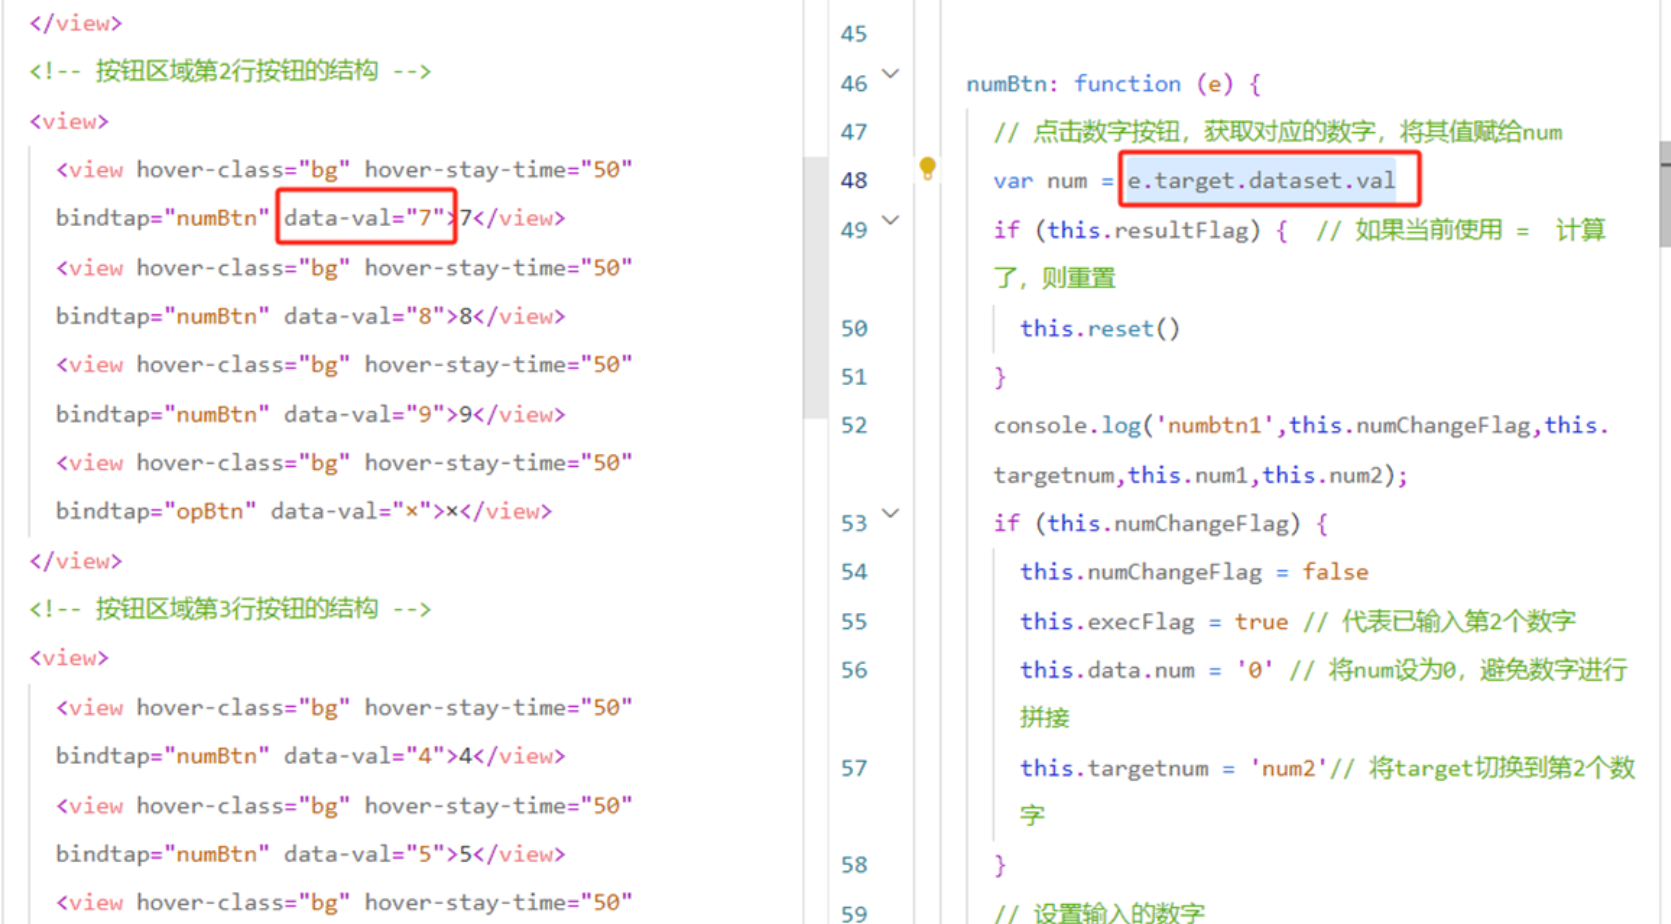 </view>
<!-- 按钮区域第2行按钮的结构 -->
<view>
<view hover-class="bg" hover-stay-time="50"
bindtap="numBtn" data-val="7">7</view>
<view hover-class="bg" hover-stay-time="50"
bindtap="numBtn" data-val="8">8</view>
<view hover-class="bg" hover-stay-time="50"
bindtap="numBtn" data-val="9">9</view>
<view hover-class="bg" hover-stay-time="50"
bindtap="opBtn" data-val="×">×</view>
</view>
<!-- 按钮区域第3行按钮的结构 -->
<view>
<view hover-class="bg" hover-stay-time="50"
bindtap="numBtn" data-val="4">4</view>
<view hover-class="bg" hover-stay-time="50"
bindtap="numBtn" data-val="5">5</view>
<view hover-class="bg" hover-stay-time="50"
45
46 numBtn: function (e) {
47 // 点击数字按钮，获取对应的数字，将其值赋给num
48 var num = e.target.dataset.val
49 if (this.resultFlag) { // 如果当前使用 = 计算
了，则重置
50 this.reset()
51 }
52 console.log('numbtn1',this.numChangeFlag,this.
targetnum,this.num1,this.num2);
53 if (this.numChangeFlag) {
54 this.numChangeFlag = false
55 this.execFlag = true // 代表已输入第2个数字
56 this.data.num = '0' // 将num设为0，避免数字进行
拼接
57 this.targetnum = 'num2'// 将target切换到第2个数
字
58 }
59 // 设置输入的数字